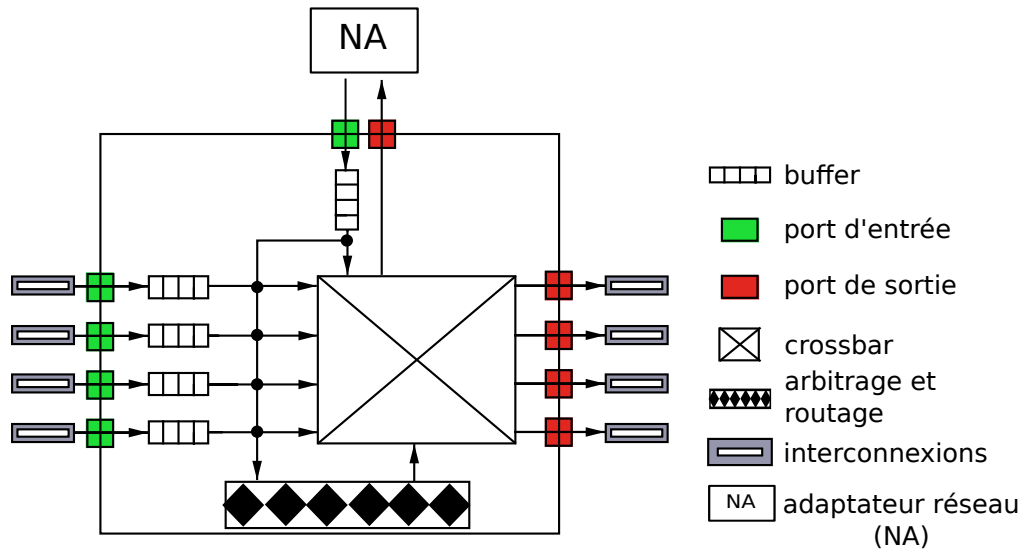 NA
buffer
port d'entrée
port de sortie
crossbar
arbitrage et
routage
interconnexions
NA
adaptateur réseau
(NA)